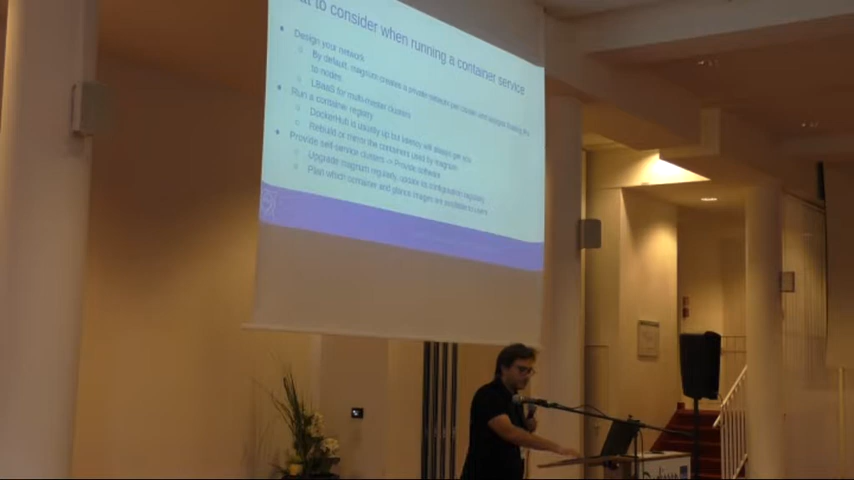 to consider when running a container service
Design your network
By default, magnum creates a private network per cluster and assigns floating IPs
to nodes
LBaaS for multi-master clusters
Run a container registry
DockerHub is usually up but latency will always get you
Rebuild or mirror the containers used by magnum
Provide self-service clusters -> Provide software
Upgrade magnum regularly, update its configuration regularly
Plan which container and glance images are available to users